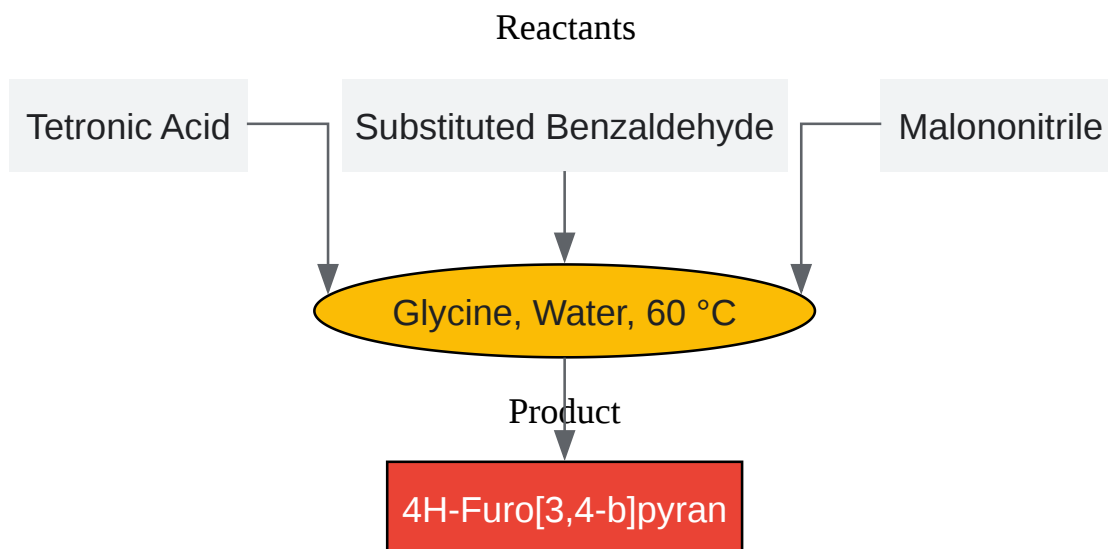 Reactants
Tetronic Acid
Substituted Benzaldehyde
Malononitrile
Glycine, Water, 60 °C
Product
4H-Furo[3,4-b]pyran